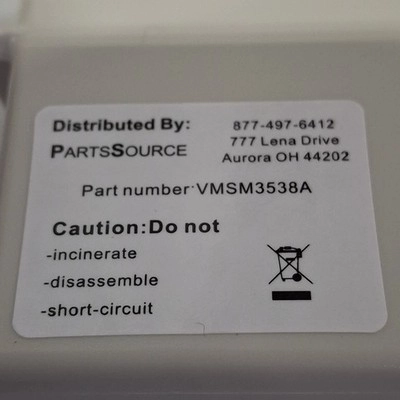 Distributed By:
PARTSSOURCE
877-497-6412
777 Lena Drive
Aurora OH 44202
Part number:VMSM3538A
Caution:Do not
-incinerate
-disassemble
-short-circuit